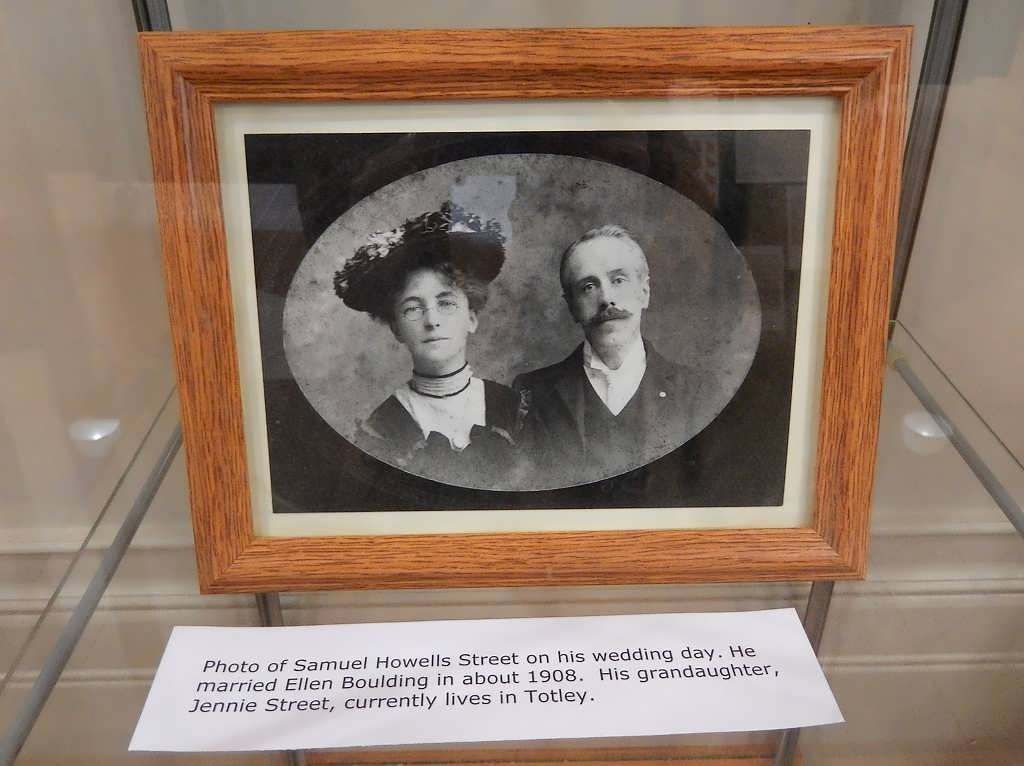 Photo of Samuel Howells Street on his wedding day. He
married Ellen Boulding in about 1908.  His grandaughter,
Jennie Street, currently lives in Totley.